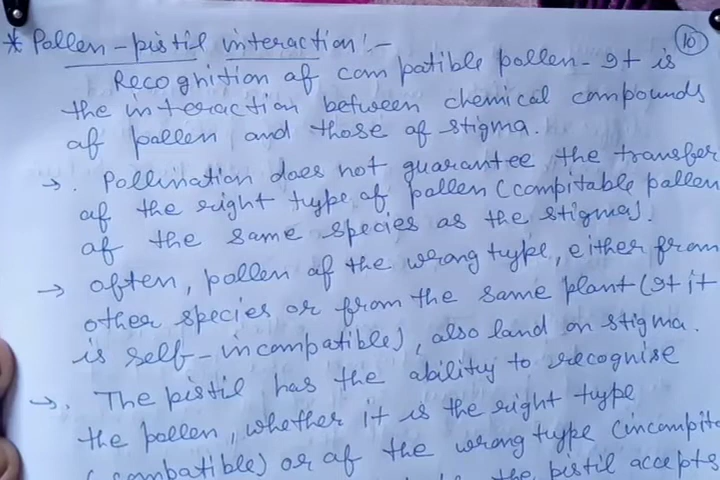 * Pollen-pistil interaction:- 10
Recognition of compatible pollen - It is
the interaction between chemical compounds
of pollen and those of stigma.
→. Pollination does not guarantee the transfer
of the right type of pollen (compitable pollen
of the same species as the stigma).
→ often, pollen of the wrong type, either from
other species or from the same plant (It it
is self-incompatible), also land on stigma.
→. The pistil has the ability to recognise
the pollen, whether it is the right type
(compatible) or of the wrong type (incompit
the pistil accepts